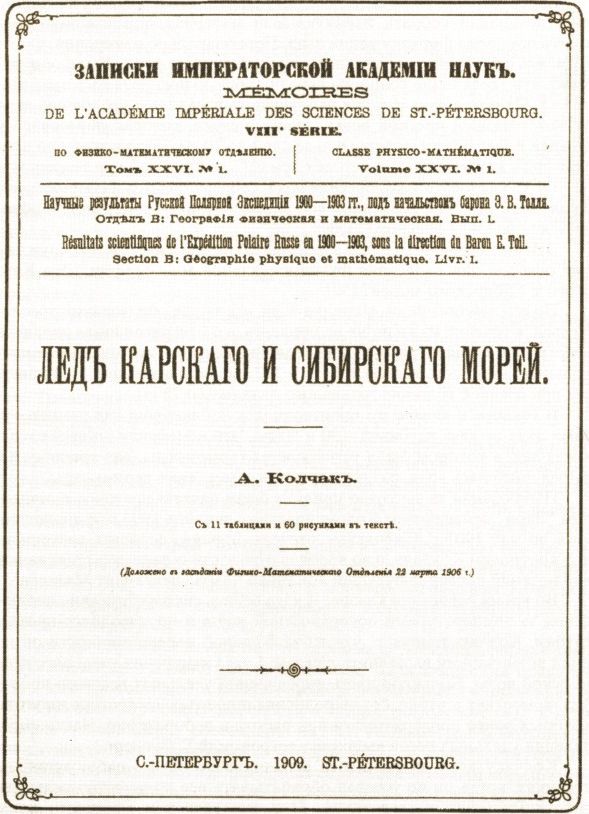 ЗАПИСКИ ИМПЕРАТОРСКОЙ АКАДЕМІИ НАУКЪ.
MÉMOIRES
DE L'ACADÉMIE IMPÉRIALE DES SCIENCES DE ST.-PÉTERSBOURG.
VIIIᵉ SÉRIE.
ПО ФИЗИКО-МАТЕМАТИЧЕСКОМУ ОТДѢЛЕНІЮ.
Томъ XXVI. № 1.
CLASSE PHYSICO-MATHÉMATIQUE.
Volume XXVI. № 1.
Научные результаты Русской Полярной Экспедиціи 1900—1903 гг., подъ начальствомъ барона Э. В. Толля.
Отдѣлъ B: Географія физическая и математическая. Вып. 1.
Résultats scientifiques de l'Expédition Polaire Russe en 1900—1903, sous la direction du Baron E. Toll.
Section B: Géographie physique et mathématique. Livr. 1.
ЛЕДЪ КАРСКАГО И СИБИРСКАГО МОРЕЙ.
А. Колчакъ.
Съ 11 таблицами и 60 рисунками въ текстѣ.
(Доложено въ засѣданіи Физико-Математическаго Отдѣленія 22 марта 1906 г.)
С.-ПЕТЕРБУРГЪ. 1909. ST.-PÉTERSBOURG.